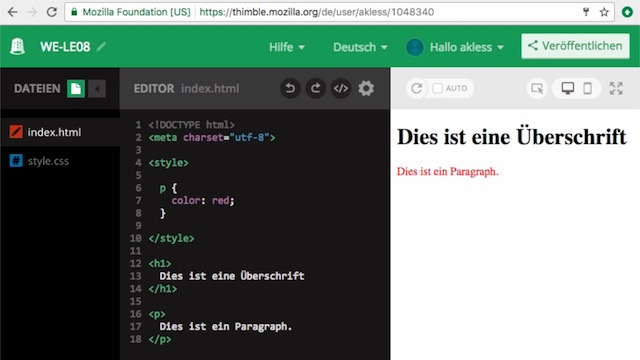 Mozilla Foundation [US] https://thimble.mozilla.org/de/user/akless/1048340
WE-LE08 Hilfe Deutsch Hallo akless Veröffentlichen
DATEIEN EDITOR index.html AUTO
index.html
style.css
1 <!DOCTYPE html>
2 <meta charset="utf-8">
3
4 <style>
5
6 p {
7 color: red;
8 }
9
10 </style>
11
12 <h1>
13 Dies ist eine Überschrift
14 </h1>
15
16 <p>
17 Dies ist ein Paragraph.
18 </p>
Dies ist eine Überschrift
Dies ist ein Paragraph.